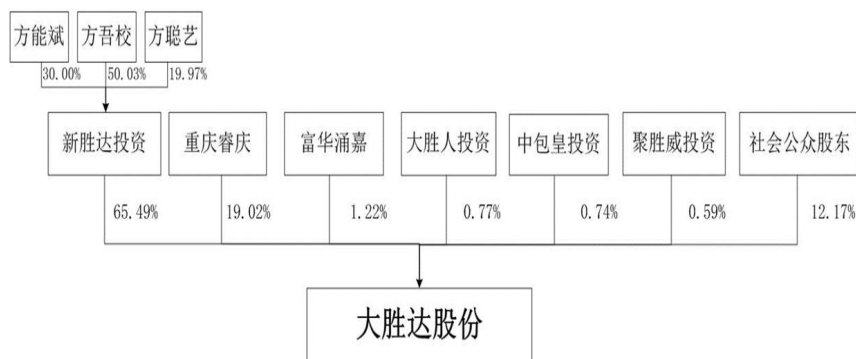 方能斌 方吾校 方聪艺
30.00% 50.03% 19.97%
新胜达投资 重庆睿庆 富华涌嘉 大胜人投资 中包皇投资 聚胜威投资 社会公众股东
65.49% 19.02% 1.22% 0.77% 0.74% 0.59% 12.17%
大胜达股份